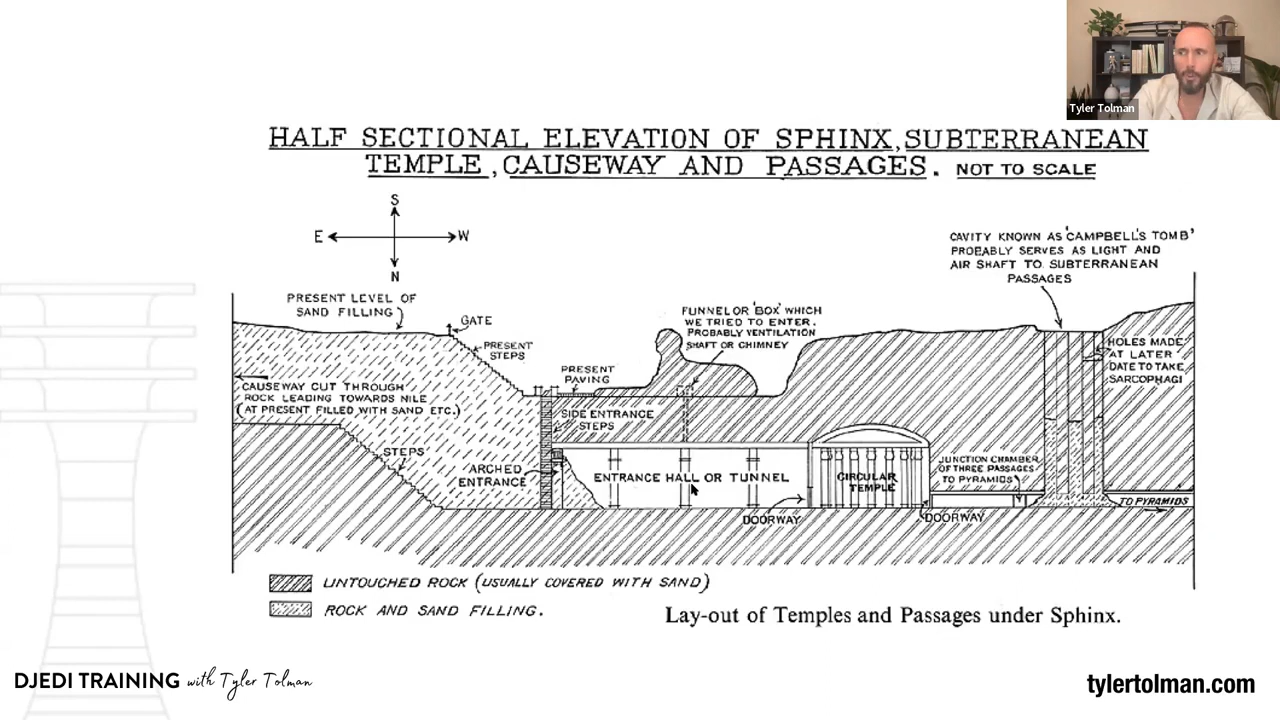 Tyler Tolman
HALF SECTIONAL ELEVATION OF SPHINX, SUBTERRANEAN
TEMPLE, CAUSEWAY AND PASSAGES. NOT TO SCALE
S
E
W
N
CAVITY KNOWN AS 'CAMPBELL'S TOMB'
PROBABLY SERVES AS LIGHT AND
AIR SHAFT TO SUBTERRANEAN
PASSAGES
PRESENT LEVEL OF
SAND FILLING
GATE
PRESENT
STEPS
FUNNEL OR 'BOX' WHICH
WE TRIED TO ENTER.
PROBABLY VENTILATION
SHAFT OR CHIMNEY
HOLES MADE
AT LATER
DATE TO TAKE
SARCOPHAGI
PRESENT
PAVING
CAUSEWAY CUT THROUGH
ROCK LEADING TOWARDS NILE
(AT PRESENT FILLED WITH SAND ETC.)
SIDE ENTRANCE
STEPS
STEPS
ARCHED
ENTRANCE
ENTRANCE HALL OR TUNNEL
CIRCULAR
TEMPLE
JUNCTION CHAMBER
OF THREE PASSAGES
TO PYRAMIDS
TO PYRAMIDS
DOORWAY
DOORWAY
UNTOUCHED ROCK (USUALLY COVERED WITH SAND)
ROCK AND SAND FILLING.
Lay-out of Temples and Passages under Sphinx.
DJEDI TRAINING with Tyler Tolman
tylertolman.com